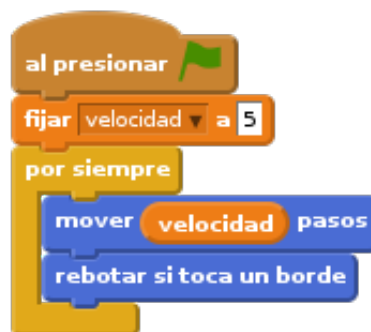 al presionar
fijar velocidad a 5
por siempre
mover velocidad pasos
rebotar si toca un borde